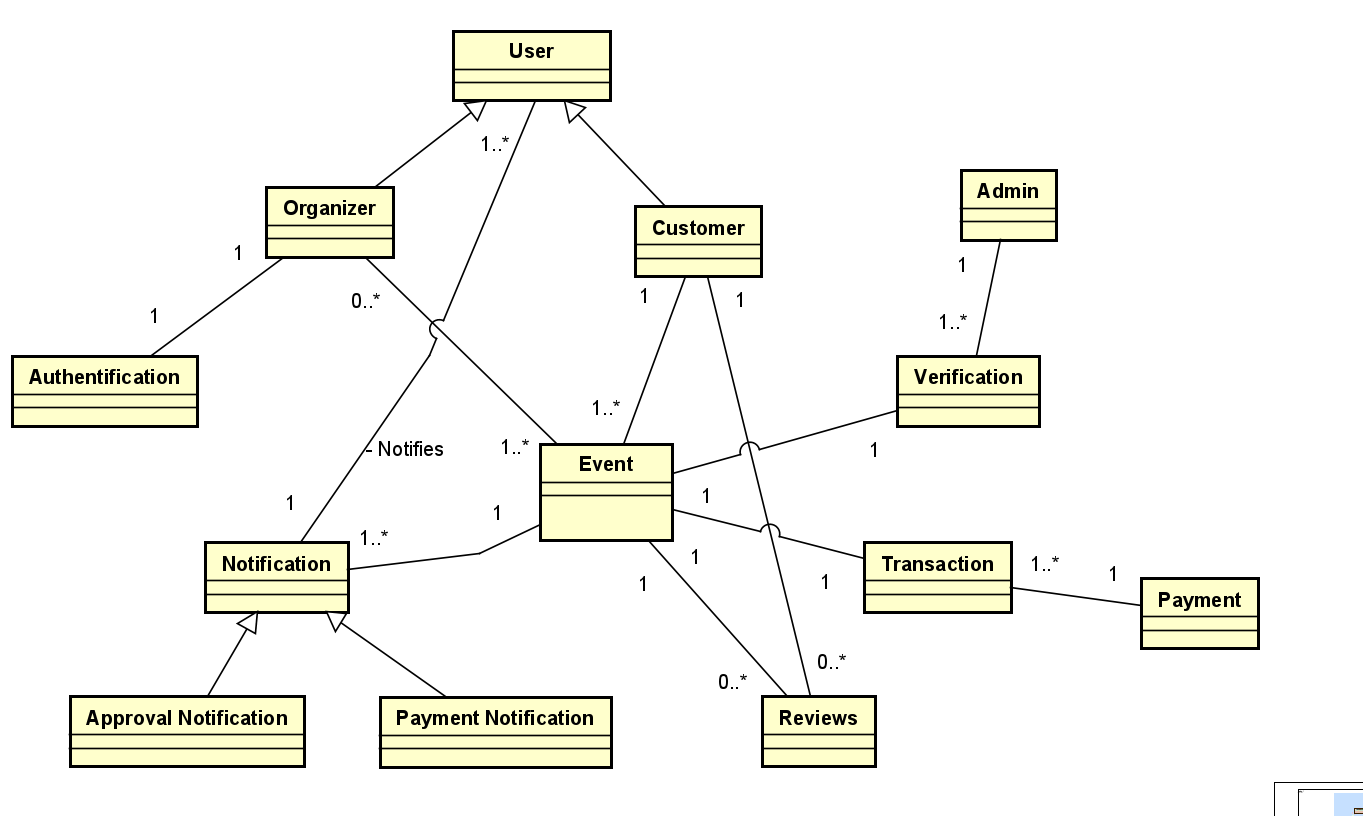 User
1..*
Organizer
Customer
Admin
1
0..*
1
1
1
1
1..*
Authentification
Verification
1..*
- Notifies
1..*
1
Event
1
1
1
1..*
Notification
1
1
1
Transaction
1..*
1
Payment
0..*
0..*
Approval Notification
Payment Notification
Reviews